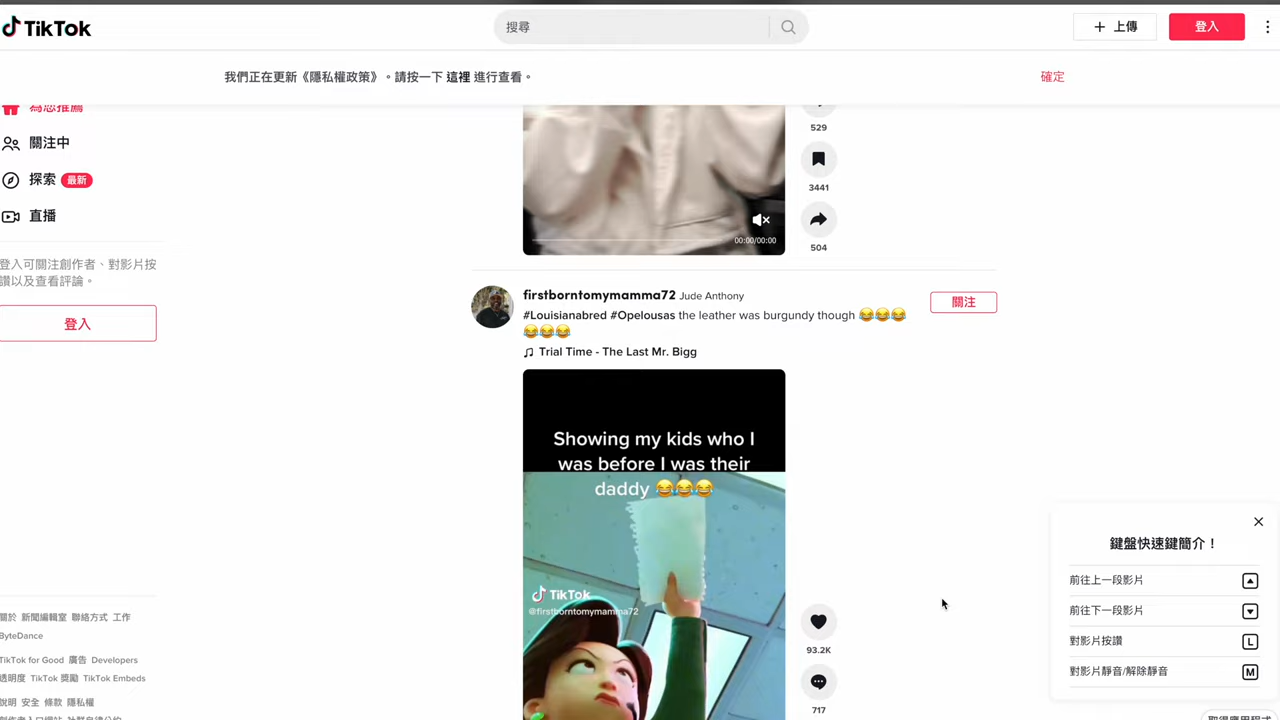 TikTok
搜尋
上傳
登入
我們正在更新《隱私權政策》。請按一下 這裡 進行查看。
確定
為您推薦
關注中
探索 最新
直播
登入可關注創作者、對影片按
讚以及查看評論。
登入
關於 新聞編輯室 聯絡方式 工作
ByteDance
TikTok for Good 廣告 Developers
透明度 TikTok 獎勵 TikTok Embeds
說明 安全 條款 隱私權
529
3441
504
00:00/00:00
firstborntomymamma72 Jude Anthony
關注
#Louisianabred #Opelousas the leather was burgundy though 😂😂😂
😂😂😂
Trial Time - The Last Mr. Bigg
Showing my kids who I
was before I was their
daddy 😂😂😂
TikTok
@firstborntomymamma72
93.2K
717
鍵盤快速鍵簡介！
前往上一段影片
前往下一段影片
對影片按讚 L
對影片靜音/解除靜音 M